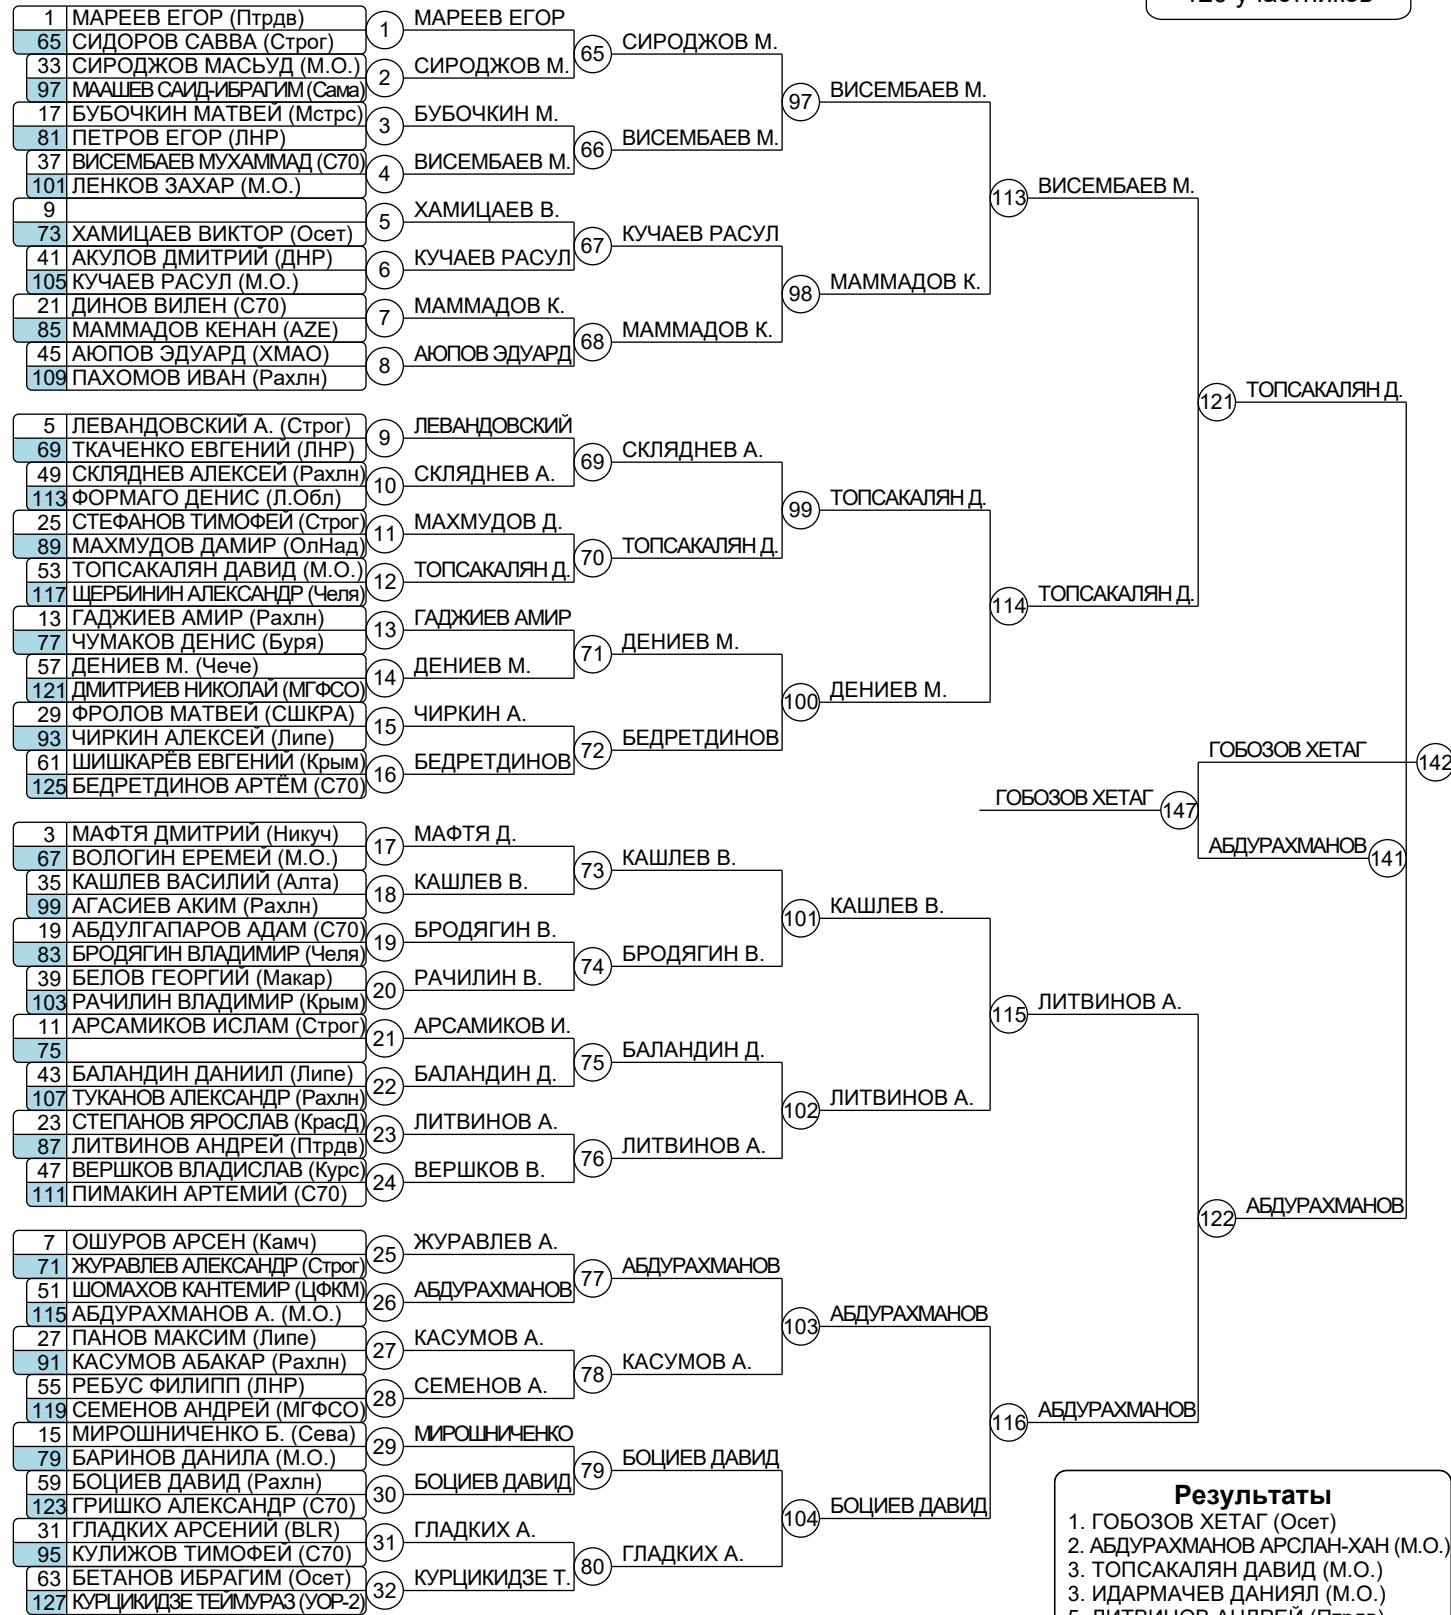 1 МАРЕЕВ ЕГОР (Птрдв)
65 СИДОРОВ САВВА (Строг)
33 СИРОДЖОВ МАСЬУД (М.О.)
97 МААШЕВ САИД-ИБРАГИМ (Сама)
17 БУБОЧКИН МАТВЕЙ (Мстрс)
81 ПЕТРОВ ЕГОР (ЛНР)
37 ВИСЕМБАЕВ МУХАММАД (С70)
101 ЛЕНКОВ ЗАХАР (М.О.)
9
73 ХАМИЦАЕВ ВИКТОР (Осет)
41 АКУЛОВ ДМИТРИЙ (ДНР)
105 КУЧАЕВ РАСУЛ (М.О.)
21 ДИНОВ ВИЛЕН (С70)
85 МАММАДОВ КЕНАН (AZE)
45 АЮПОВ ЭДУАРД (ХМАО)
109 ПАХОМОВ ИВАН (Рахлн)
5 ЛЕВАНДОВСКИЙ А. (Строг)
69 ТКАЧЕНКО ЕВГЕНИЙ (ЛНР)
49 СКЛЯДНЕВ АЛЕКСЕЙ (Рахлн)
113 ФОРМАГО ДЕНИС (Л.Обл)
25 СТЕФАНОВ ТИМОФЕЙ (Строг)
89 МАХМУДОВ ДАМИР (ОлНад)
53 ТОПСАКАЛЯН ДАВИД (М.О.)
117 ЩЕРБИНИН АЛЕКСАНДР (Челя)
13 ГАДЖИЕВ АМИР (Рахлн)
77 ЧУМАКОВ ДЕНИС (Буря)
57 ДЕНИЕВ М. (Чече)
121 ДМИТРИЕВ НИКОЛАЙ (МГФСО)
29 ФРОЛОВ МАТВЕЙ (СШКРА)
93 ЧИРКИН АЛЕКСЕЙ (Липе)
61 ШИШКАРЁВ ЕВГЕНИЙ (Крым)
125 БЕДРЕТДИНОВ АРТЁМ (С70)
3 МАФТЯ ДМИТРИЙ (Никуч)
67 ВОЛОГИН ЕРЕМЕЙ (М.О.)
35 КАШЛЕВ ВАСИЛИЙ (Алта)
99 АГАСИЕВ АКИМ (Рахлн)
19 АБДУЛГАПАРОВ АДАМ (С70)
83 БРОДЯГИН ВЛАДИМИР (Челя)
39 БЕЛОВ ГЕОРГИЙ (Макар)
103 РАЧИЛИН ВЛАДИМИР (Крым)
11 АРСАМИКОВ ИСЛАМ (Строг)
75
43 БАЛАНДИН ДАНИИЛ (Липе)
107 ТУКАНОВ АЛЕКСАНДР (Рахлн)
23 СТЕПАНОВ ЯРОСЛАВ (КрасД)
87 ЛИТВИНОВ АНДРЕЙ (Птрдв)
47 ВЕРШКОВ ВЛАДИСЛАВ (Курс)
111 ПИМАКИН АРТЕМИЙ (С70)
7 ОШУРОВ АРСЕН (Камч)
71 ЖУРАВЛЕВ АЛЕКСАНДР (Строг)
51 ШОМАХОВ КАНТЕМИР (ЦФКМ)
115 АБДУРАХМАНОВ А. (М.О.)
27 ПАНОВ МАКСИМ (Липе)
91 КАСУМОВ АБАКАР (Рахлн)
55 РЕБУС ФИЛИПП (ЛНР)
119 СЕМЕНОВ АНДРЕЙ (МГФСО)
15 МИРОШНИЧЕНКО Б. (Сева)
79 БАРИНОВ ДАНИЛА (М.О.)
59 БОЦИЕВ ДАВИД (Рахлн)
123 ГРИШКО АЛЕКСАНДР (С70)
31 ГЛАДКИХ АРСЕНИЙ (BLR)
95 КУЛИЖОВ ТИМОФЕЙ (С70)
63 БЕТАНОВ ИБРАГИМ (Осет)
127 КУРЦИКИДЗЕ ТЕЙМУРАЗ (УОР-2)
1 МАРЕЕВ ЕГОР
2 СИРОДЖОВ М.
3 БУБОЧКИН М.
4 ВИСЕМБАЕВ М.
5 ХАМИЦАЕВ В.
6 КУЧАЕВ РАСУЛ
7 МАММАДОВ К.
8 АЮПОВ ЭДУАРД
9 ЛЕВАНДОВСКИЙ
10 СКЛЯДНЕВ А.
11 МАХМУДОВ Д.
12 ТОПСАКАЛЯН Д.
13 ГАДЖИЕВ АМИР
14 ДЕНИЕВ М.
15 ЧИРКИН А.
16 БЕДРЕТДИНОВ
17 МАФТЯ Д.
18 КАШЛЕВ В.
19 БРОДЯГИН В.
20 РАЧИЛИН В.
21 АРСАМИКОВ И.
22 БАЛАНДИН Д.
23 ЛИТВИНОВ А.
24 ВЕРШКОВ В.
25 ЖУРАВЛЕВ А.
26 АБДУРАХМАНОВ
27 КАСУМОВ А.
28 СЕМЕНОВ А.
29 МИРОШНИЧЕНКО
30 БОЦИЕВ ДАВИД
31 ГЛАДКИХ А.
32 КУРЦИКИДЗЕ Т.
65 СИРОДЖОВ М.
66 ВИСЕМБАЕВ М.
67 КУЧАЕВ РАСУЛ
68 МАММАДОВ К.
69 СКЛЯДНЕВ А.
70 ТОПСАКАЛЯН Д.
71 ДЕНИЕВ М.
72 БЕДРЕТДИНОВ
73 КАШЛЕВ В.
74 БРОДЯГИН В.
75 БАЛАНДИН Д.
76 ЛИТВИНОВ А.
77 АБДУРАХМАНОВ
78 КАСУМОВ А.
79 БОЦИЕВ ДАВИД
80 ГЛАДКИХ А.
97 ВИСЕМБАЕВ М.
98 МАММАДОВ К.
99 ТОПСАКАЛЯН Д.
100 ДЕНИЕВ М.
101 КАШЛЕВ В.
102 ЛИТВИНОВ А.
103 АБДУРАХМАНОВ
104 БОЦИЕВ ДАВИД
113 ВИСЕМБАЕВ М.
114 ТОПСАКАЛЯН Д.
115 ЛИТВИНОВ А.
116 АБДУРАХМАНОВ
121 ТОПСАКАЛЯН Д.
122 АБДУРАХМАНОВ
ГОБОЗОВ ХЕТАГ 142
ГОБОЗОВ ХЕТАГ 147
АБДУРАХМАНОВ 141
Результаты
1. ГОБОЗОВ ХЕТАГ (Осет)
2. АБДУРАХМАНОВ АРСЛАН-ХАН (М.О.)
3. ТОПСАКАЛЯН ДАВИД (М.О.)
3. ИДАРМАЧЕВ ДАНИЯЛ (М.О.)